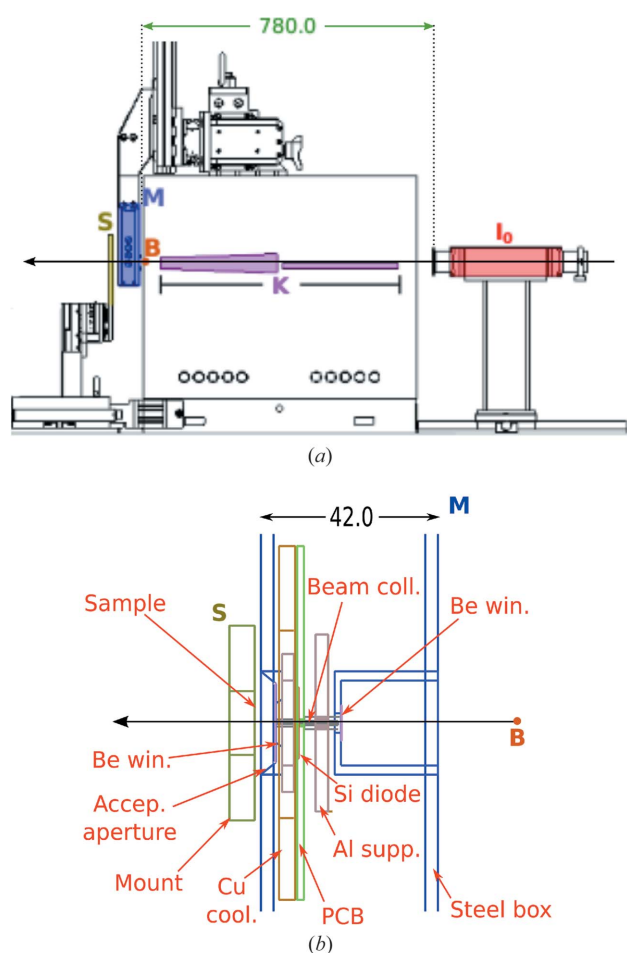 780.0
M
S
B
I₀
K
(a)
42.0
M
Beam coll.
Be win.
Sample
S
B
Be win.
Si diode
Accep.
aperture
Al supp.
Mount
Cu
cool.
PCB
Steel box
(b)